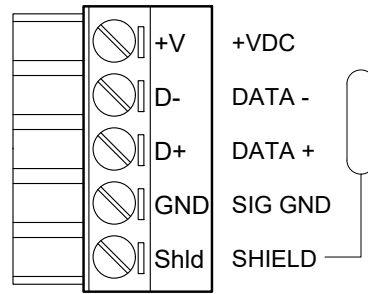 +V +VDC
D- DATA -
D+ DATA +
GND SIG GND
Shld SHIELD